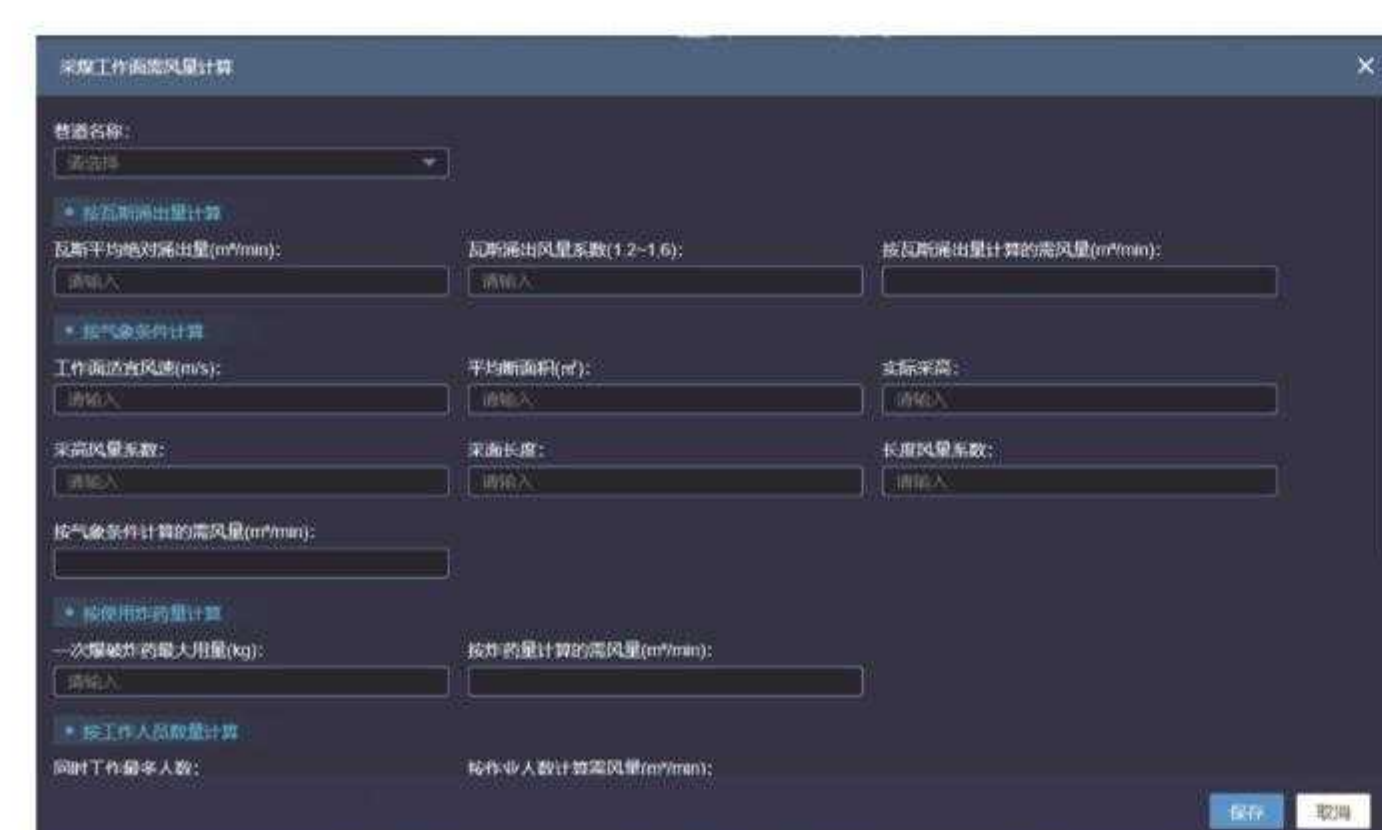 采煤工作面需风量计算
巷道名称:
请选择
按瓦斯涌出量计算
瓦斯平均绝对涌出量(m³/min): 瓦斯涌出风量系数(1.2~1.6): 按瓦斯涌出量计算的需风量(m³/min):
请输入 请输入
按气象条件计算
工作面适宜风速(m/s): 平均断面积(㎡): 实际采高:
请输入 请输入 请输入
采高风量系数: 采面长度: 长度风量系数:
请输入 请输入 请输入
按气象条件计算的需风量(m³/min):
按使用炸药量计算
一次爆破炸药最大用量(kg): 按炸药量计算的需风量(m³/min):
请输入
按工作人员数量计算
同时工作最多人数: 按作业人数计算需风量(m³/min):
保存 取消